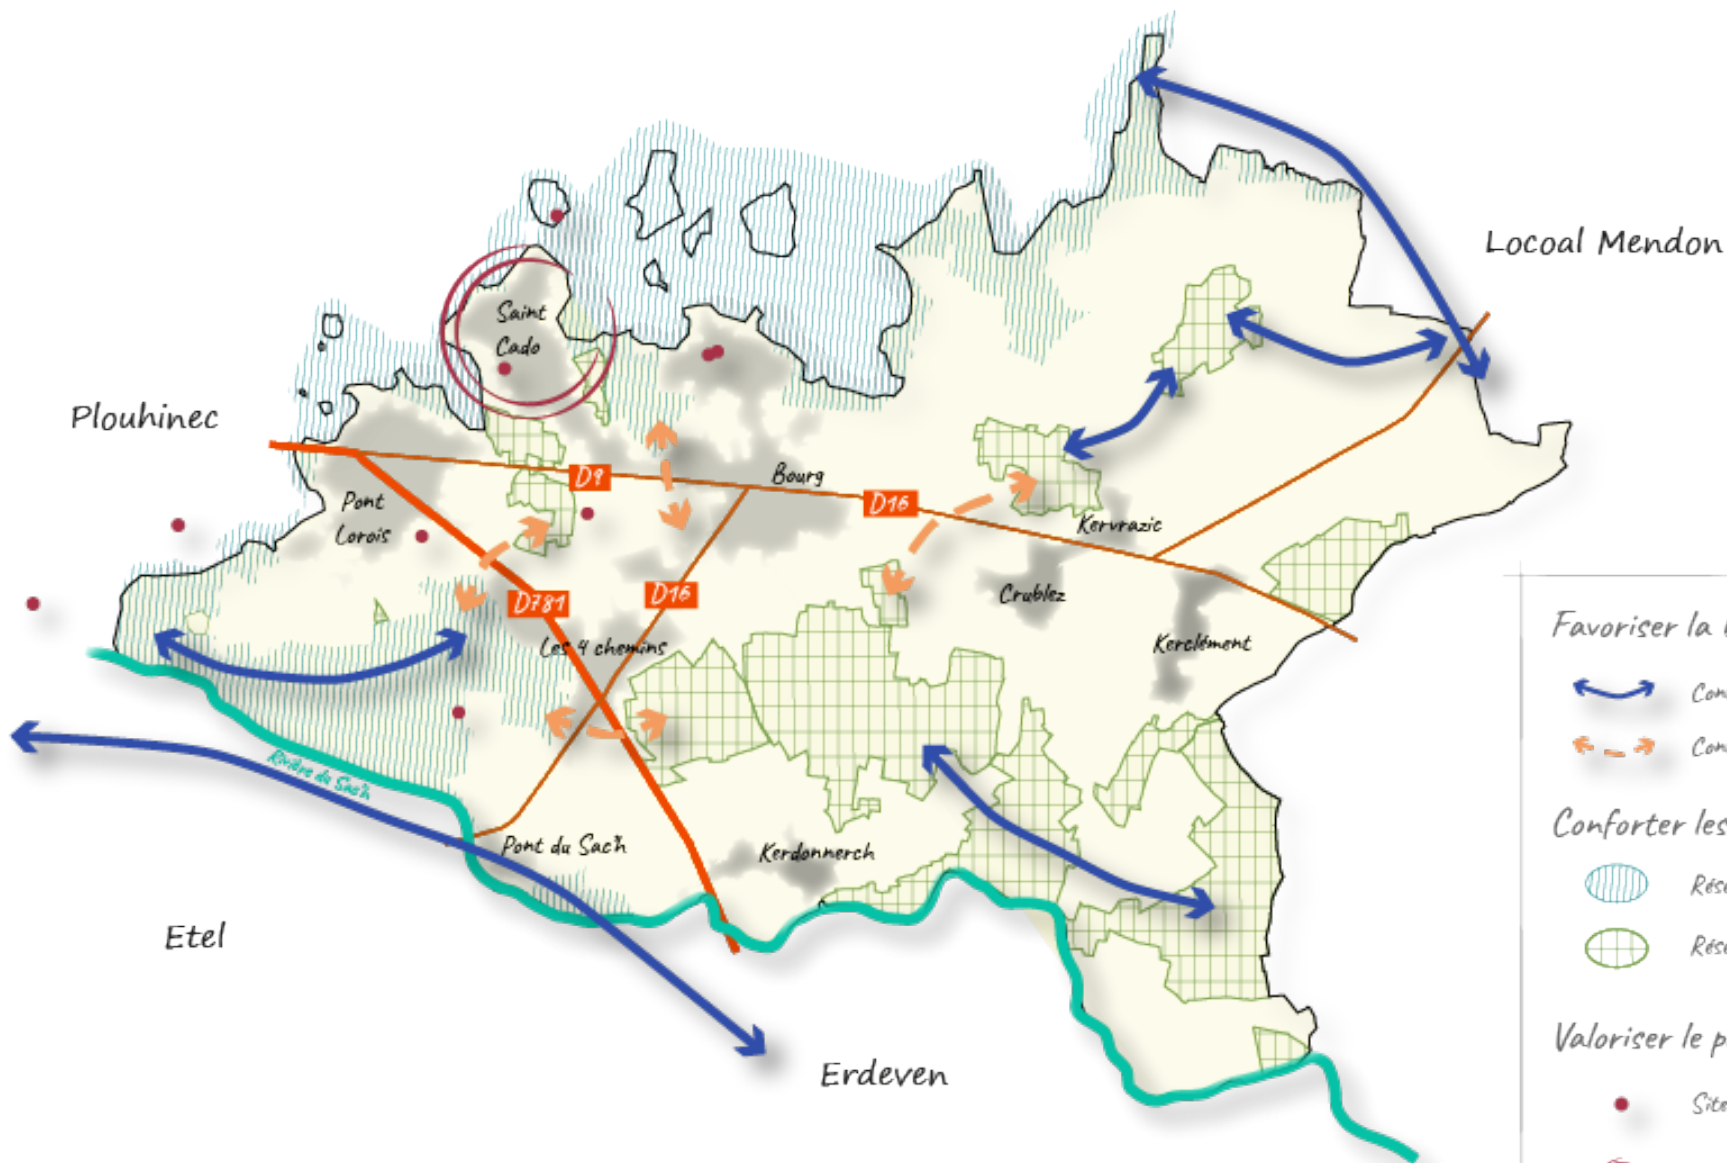 Locoal Mendon
Saint
Cado
Plouhinec
D9
Bourg
D16
Pont
Lorois
Kervrazic
Crublez
D781
D16
Les 4 chemins
Kerclément
Rivière du Sac'h
Pont du Sac'h
Kerdonnerch
Etel
Erdeven
Favoriser la
Conforter les
Valoriser le